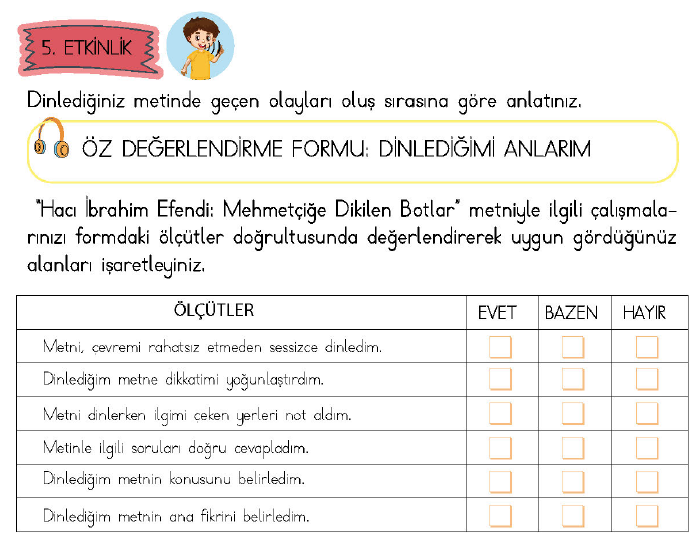 5. ETKİNLİK
Dinlediğiniz metinde geçen olayları oluş sırasına göre anlatınız.
ÖZ DEĞERLENDİRME FORMU: DİNLEDİĞİMİ ANLARIM
"Hacı İbrahim Efendi: Mehmetçiğe Dikilen Botlar" metniyle ilgili çalışmala-
rınızı formdaki ölçütler doğrultusunda değerlendirerek uygun gördüğünüz
alanları işaretleyiniz.
ÖLÇÜTLER EVET BAZEN HAYIR
Metni, çevremi rahatsız etmeden sessizce dinledim.
Dinlediğim metne dikkatimi yoğunlaştırdım.
Metni dinlerken ilgimi çeken yerleri not aldım.
Metinle ilgili soruları doğru cevapladım.
Dinlediğim metnin konusunu belirledim.
Dinlediğim metnin ana fikrini belirledim.